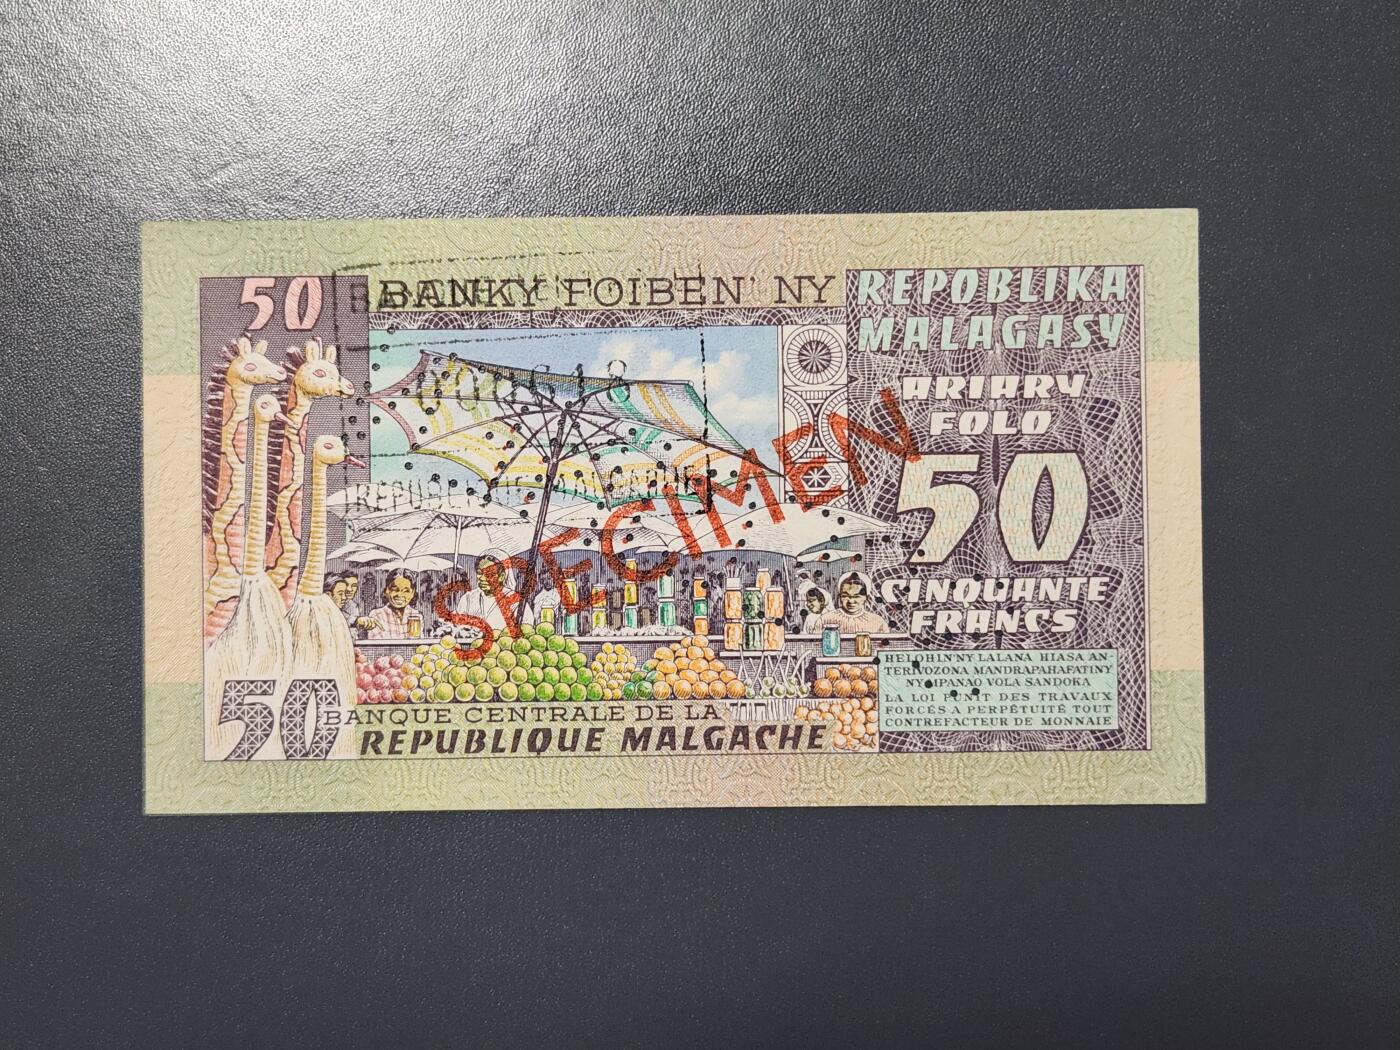 50
BANKY FOIBEN' NY
REPOBLIKA
MALAGASY
ARIARY
FOLO
50
CINQUANTE
FRANCS
SPECIMEN
HELOHIN'NY LALANA HIASA AN-
TERIVOZONA MANDRAPAHAFATINY
NY MPANAO VOLA SANDOKA
LA LOI PUNIT DES TRAVAUX
FORCÉS A PERPÉTUITÉ TOUT
CONTREFACTEUR DE MONNAIE
50
BANQUE CENTRALE DE LA
REPUBLIQUE MALGACHE